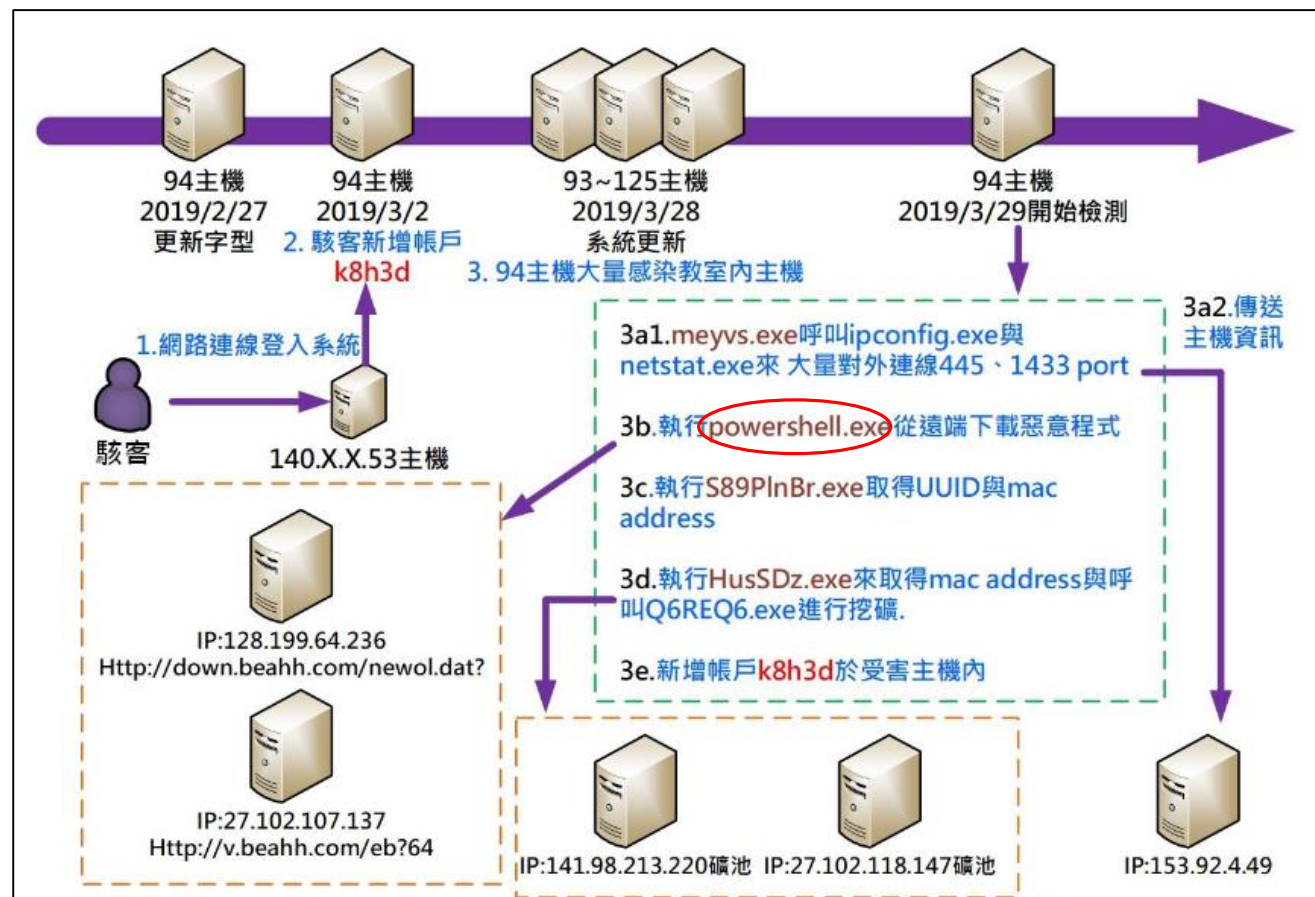 94主機
2019/2/27
更新字型
94主機
2019/3/2
2. 駭客新增帳戶
k8h3d
93~125主機
2019/3/28
系統更新
3. 94主機大量感染教室內主機
94主機
2019/3/29開始檢測
1.網路連線登入系統
駭客
140.X.X.53主機
3a1.meyvs.exe呼叫ipconfig.exe與
netstat.exe來 大量對外連線445、1433 port
3a2.傳送
主機資訊
3b.執行powershell.exe從遠端下載惡意程式
3c.執行S89PlnBr.exe取得UUID與mac
address
3d.執行HusSDz.exe來取得mac address與呼
叫Q6REQ6.exe進行挖礦.
3e.新增帳戶k8h3d於受害主機內
IP:128.199.64.236
Http://down.beahh.com/newol.dat?
IP:27.102.107.137
Http://v.beahh.com/eb?64
IP:141.98.213.220礦池
IP:27.102.118.147礦池
IP:153.92.4.49